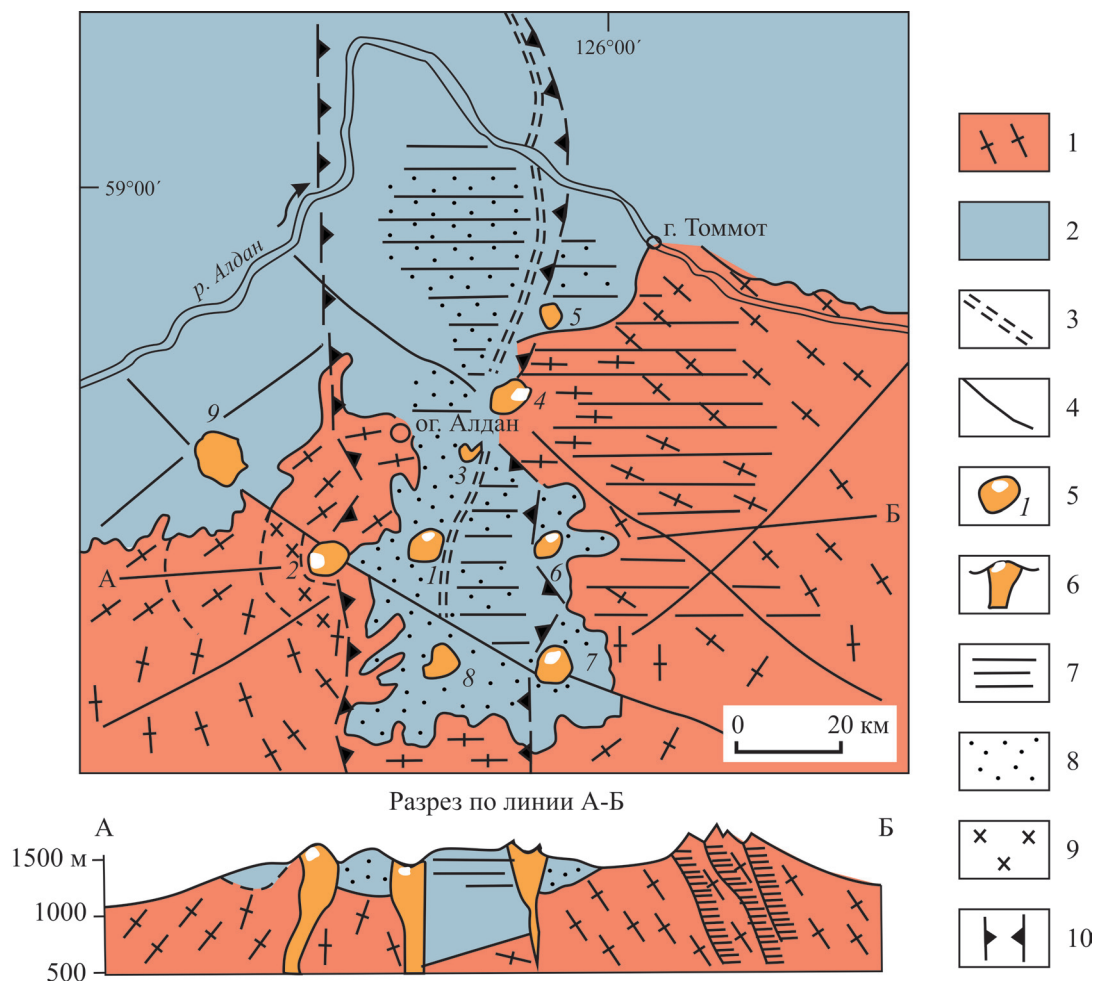 126°00′
59°00′
р. Алдан
г. Томмот
5
4
9
ог. Алдан
3
Б
А
2
1
6
8
7
0 20 км
Разрез по линии А-Б
А Б
1500 м
1000
500
1
2
3
4
1 5
6
7
8
9
10